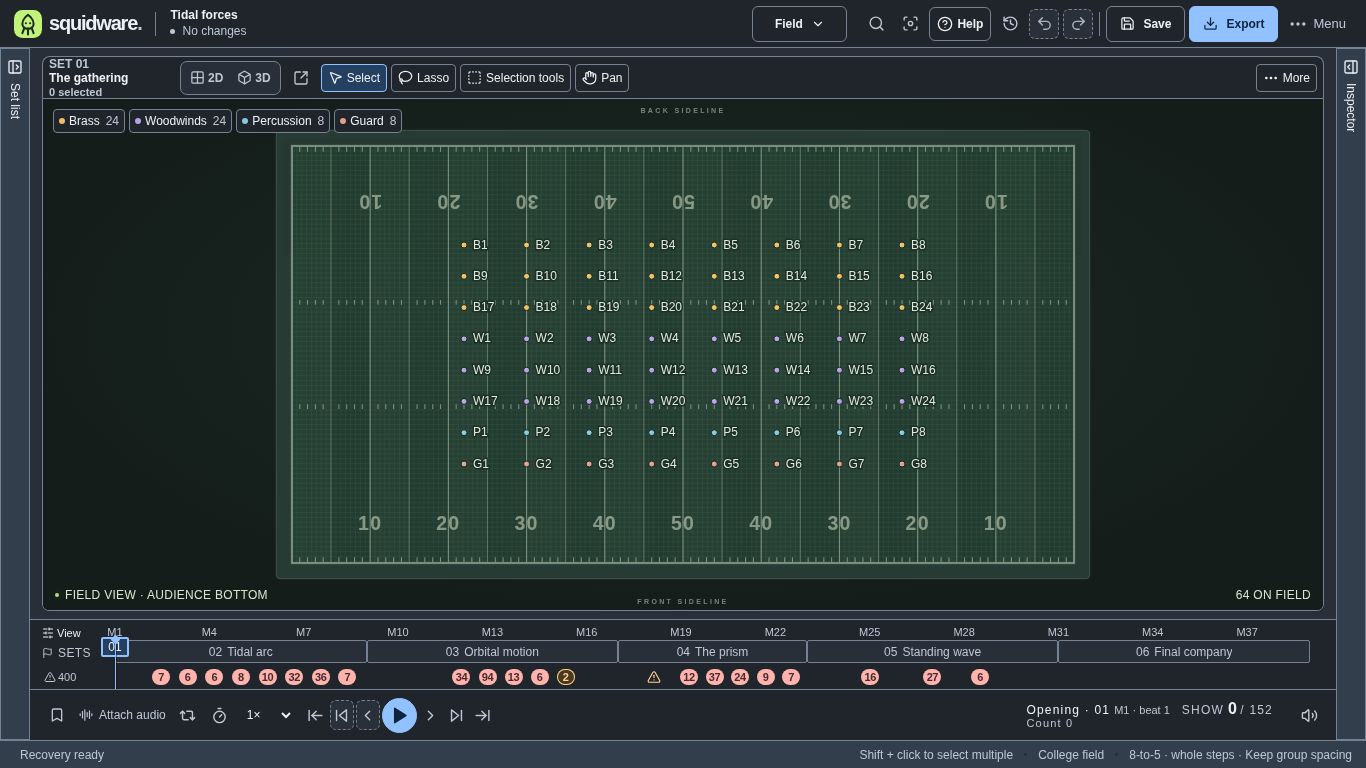 squidware.
Tidal forces
No changes
Field
Help
Save
Export
Menu
Set list
SET 01
The gathering
0 selected
2D
3D
Select
Lasso
Selection tools
Pan
More
Inspector
Brass 24
Woodwinds 24
Percussion 8
Guard 8
BACK SIDELINE
10 20 30 40 50 40 30 20 10
B1 B2 B3 B4 B5 B6 B7 B8
B9 B10 B11 B12 B13 B14 B15 B16
B17 B18 B19 B20 B21 B22 B23 B24
W1 W2 W3 W4 W5 W6 W7 W8
W9 W10 W11 W12 W13 W14 W15 W16
W17 W18 W19 W20 W21 W22 W23 W24
P1 P2 P3 P4 P5 P6 P7 P8
G1 G2 G3 G4 G5 G6 G7 G8
10 20 30 40 50 40 30 20 10
FIELD VIEW · AUDIENCE BOTTOM
FRONT SIDELINE
64 ON FIELD
View
M1 M4 M7 M10 M13 M16 M19 M22 M25 M28 M31 M34 M37
SETS
01
02 Tidal arc
03 Orbital motion
04 The prism
05 Standing wave
06 Final company
400
7 6 6 8 10 32 36 7 34 94 13 6 2 12 37 24 9 7 16 27 6
Attach audio
1×
Opening · 01 M1 · beat 1
Count 0
SHOW 0 / 152
Recovery ready
Shift + click to select multiple · College field · 8-to-5 · whole steps · Keep group spacing